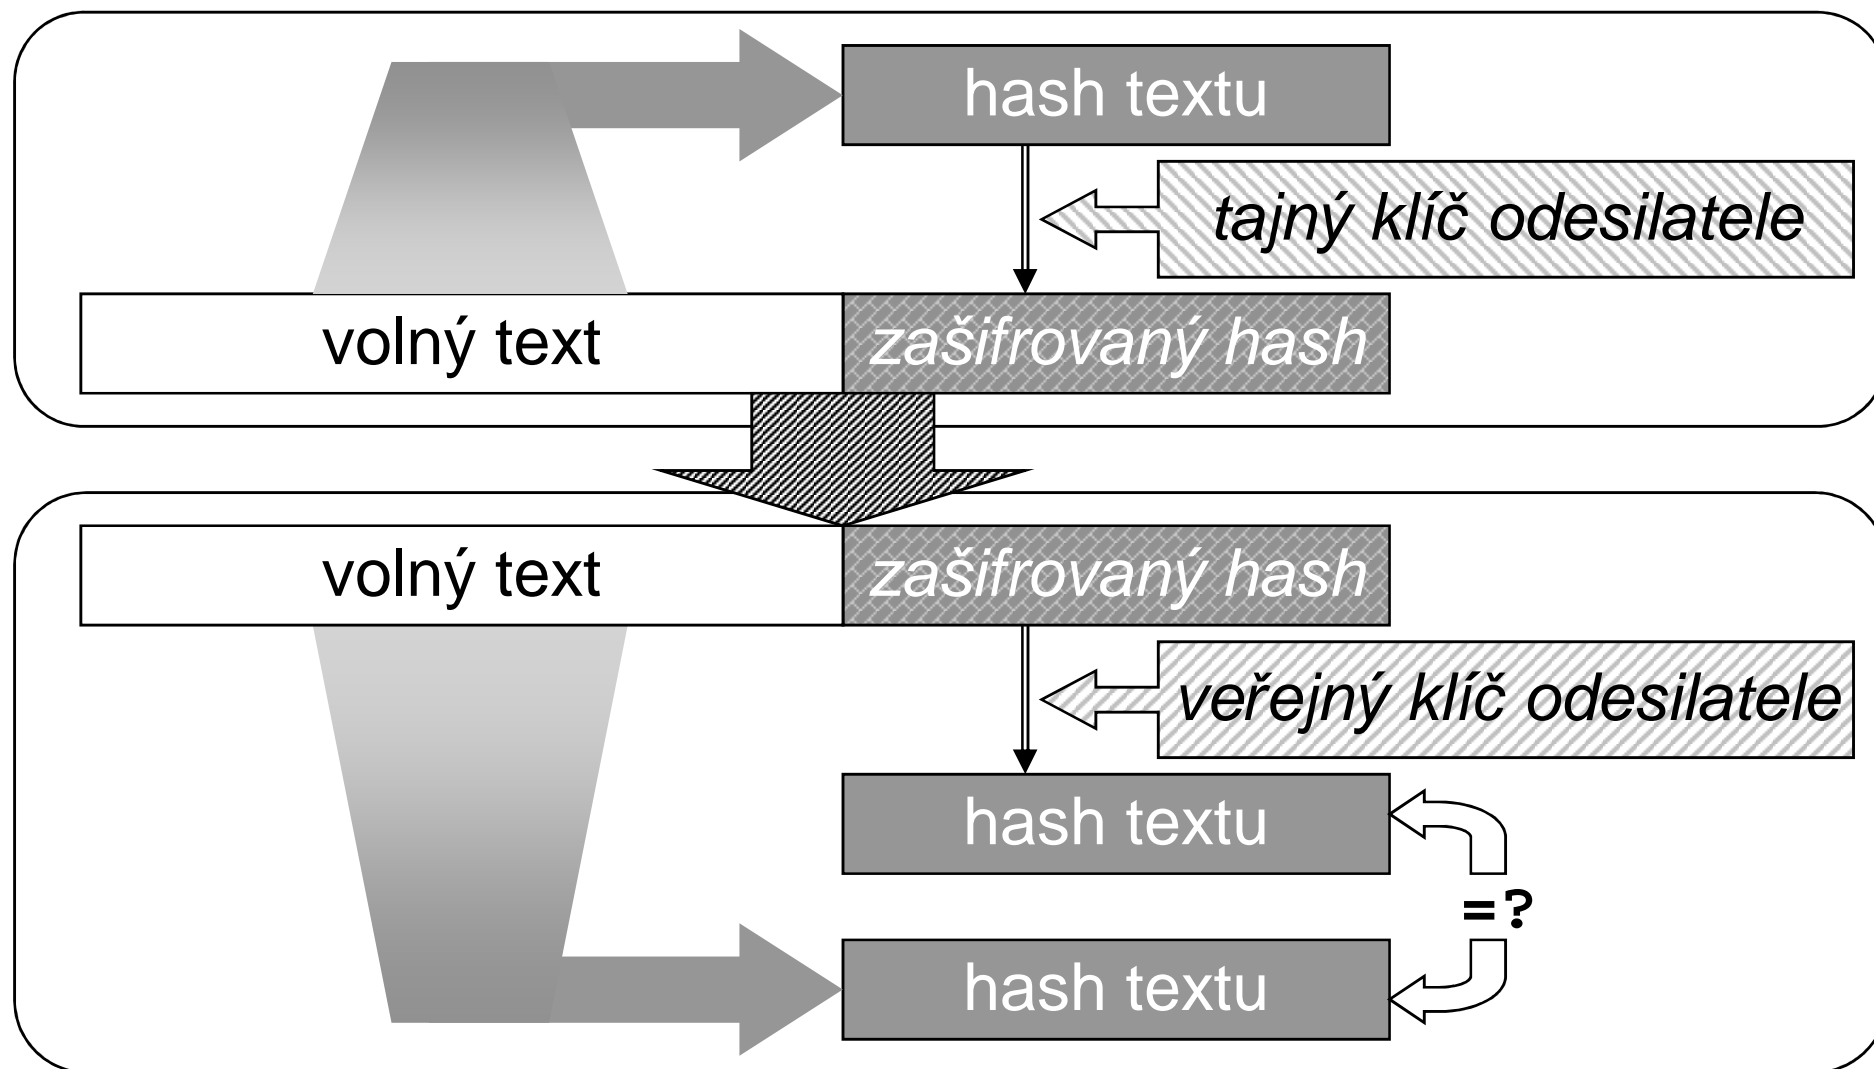 hash textu
tajný klíč odesilatele
volný text
zašifrovaný hash
volný text
zašifrovaný hash
veřejný klíč odesilatele
hash textu
=?
hash textu